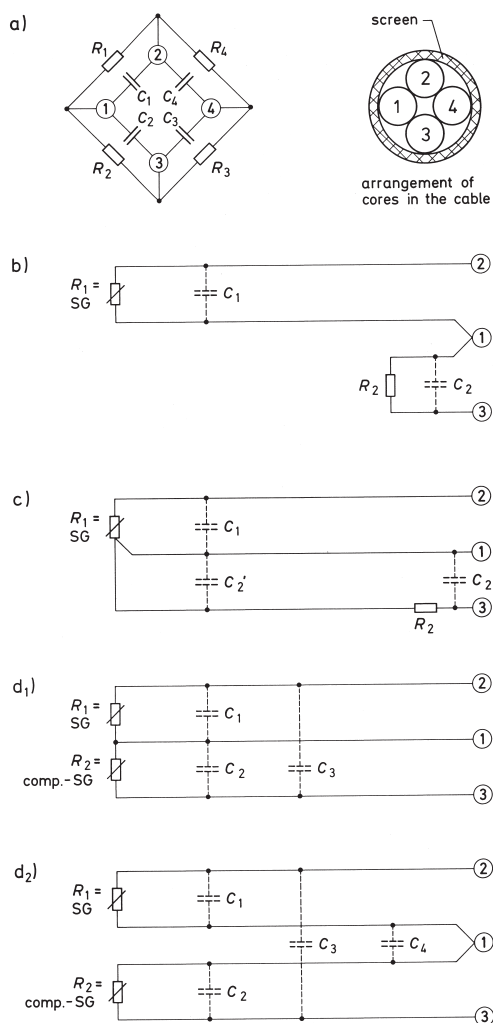 a)
R1 R4
2
C1 C4
1 4
C2 C3
3
R2 R3
screen
2
1 4
3
arrangement of
cores in the cable
b)
R1 =
SG
C1
2
1
R2
C2
3
c)
R1 =
SG
C1
2
1
C2'
C2
R2
3
d1)
R1 =
SG
C1
2
1
R2 =
comp.-SG
C2
C3
3
d2)
R1 =
SG
C1
2
C3
C4
1
R2 =
comp.-SG
C2
3